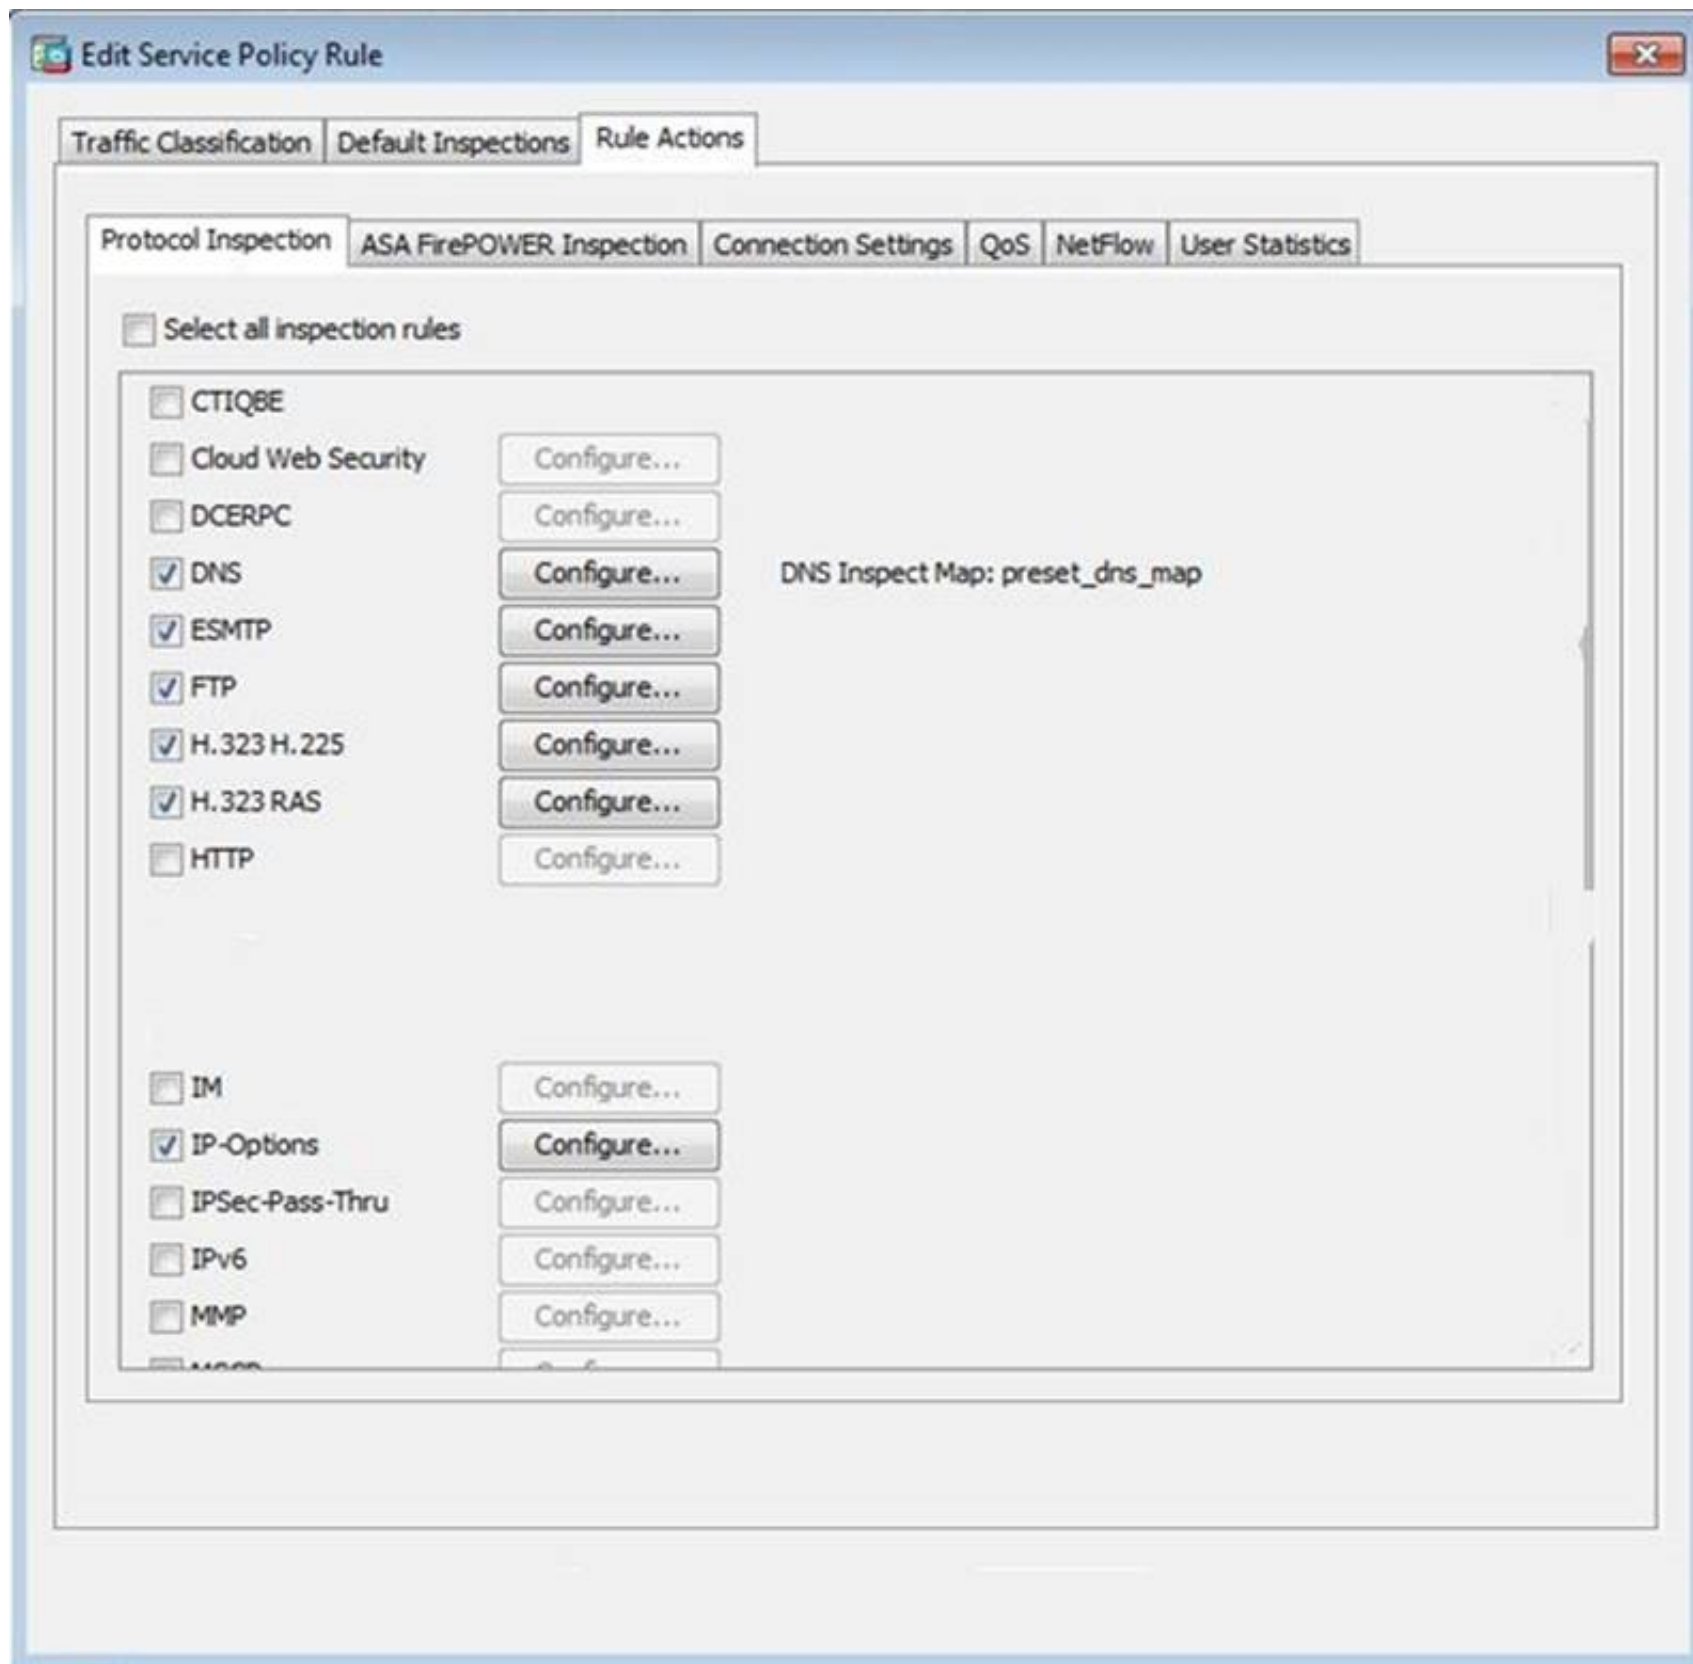 Edit Service Policy Rule
Traffic Classification Default Inspections Rule Actions
Protocol Inspection ASA FirePOWER Inspection Connection Settings QoS NetFlow User Statistics
Select all inspection rules
CTIQBE
Cloud Web Security Configure...
DCERPC Configure...
DNS Configure... DNS Inspect Map: preset_dns_map
ESMTP Configure...
FTP Configure...
H.323 H.225 Configure...
H.323 RAS Configure...
HTTP Configure...
IM Configure...
IP-Options Configure...
IPSec-Pass-Thru Configure...
IPv6 Configure...
MMP Configure...